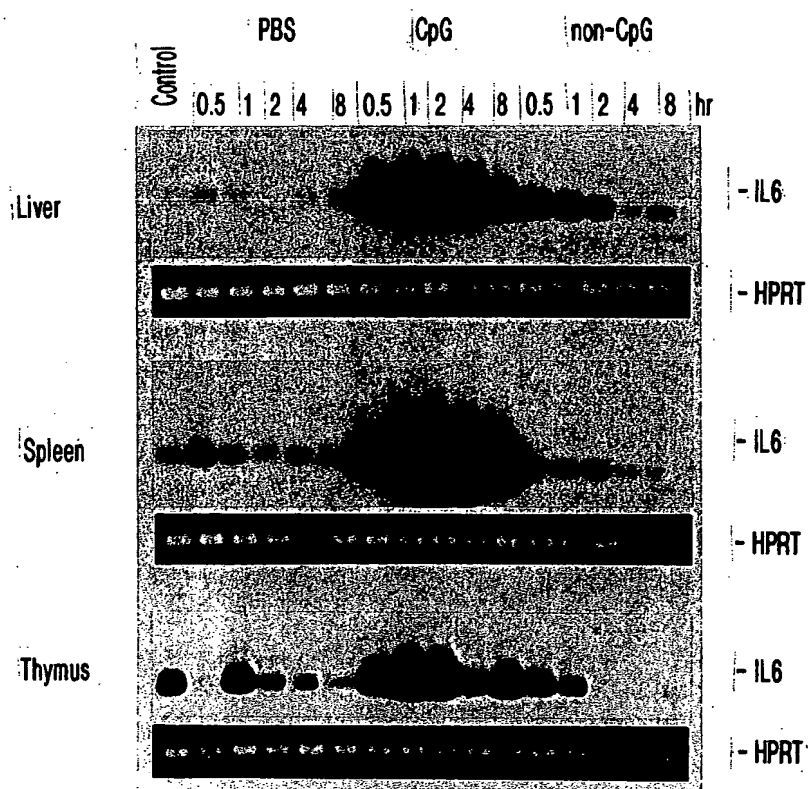 PBS CpG non-CpG
Control 0.5 1 2 4 8 0.5 1 2 4 8 0.5 1 2 4 8 hr
Liver - IL6
- HPRT
Spleen - IL6
- HPRT
Thymus - IL6
- HPRT